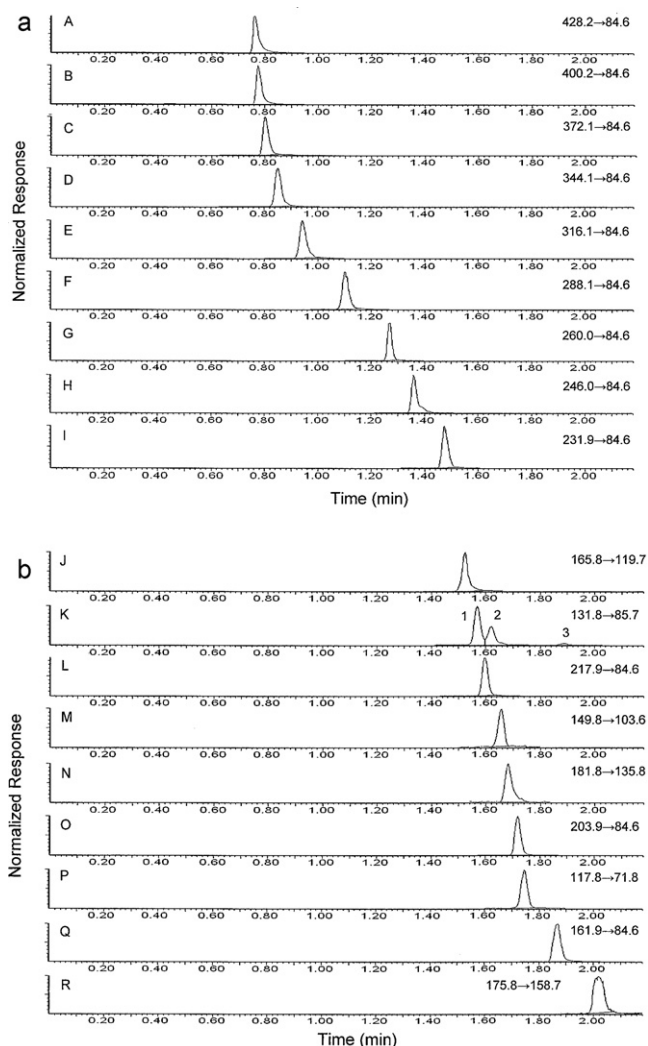 a
A 428.2→84.6
0.20 0.40 0.60 0.80 1.00 1.20 1.40 1.60 1.80 2.00
B 400.2→84.6
0.20 0.40 0.60 0.80 1.00 1.20 1.40 1.60 1.80 2.00
C 372.1→84.6
0.20 0.40 0.60 0.80 1.00 1.20 1.40 1.60 1.80 2.00
D 344.1→84.6
0.20 0.40 0.60 0.80 1.00 1.20 1.40 1.60 1.80 2.00
E 316.1→84.6
0.20 0.40 0.60 0.80 1.00 1.20 1.40 1.60 1.80 2.00
F 288.1→84.6
0.20 0.40 0.60 0.80 1.00 1.20 1.40 1.60 1.80 2.00
G 260.0→84.6
0.20 0.40 0.60 0.80 1.00 1.20 1.40 1.60 1.80 2.00
H 246.0→84.6
0.20 0.40 0.60 0.80 1.00 1.20 1.40 1.60 1.80 2.00
I 231.9→84.6
0.20 0.40 0.60 0.80 1.00 1.20 1.40 1.60 1.80 2.00
Normalized Response
Time (min)
b
J 165.8→119.7
0.20 0.40 0.60 0.80 1.00 1.20 1.40 1.60 1.80 2.00
K 1 2 3 131.8→85.7
0.20 0.40 0.60 0.80 1.00 1.20 1.40 1.60 1.80 2.00
L 217.9→84.6
0.20 0.40 0.60 0.80 1.00 1.20 1.40 1.60 1.80 2.00
M 149.8→103.6
0.20 0.40 0.60 0.80 1.00 1.20 1.40 1.60 1.80 2.00
N 181.8→135.8
0.20 0.40 0.60 0.80 1.00 1.20 1.40 1.60 1.80 2.00
O 203.9→84.6
0.20 0.40 0.60 0.80 1.00 1.20 1.40 1.60 1.80 2.00
P 117.8→71.8
0.20 0.40 0.60 0.80 1.00 1.20 1.40 1.60 1.80 2.00
Q 161.9→84.6
0.20 0.40 0.60 0.80 1.00 1.20 1.40 1.60 1.80 2.00
R 175.8→158.7
0.20 0.40 0.60 0.80 1.00 1.20 1.40 1.60 1.80 2.00
Normalized Response
Time (min)